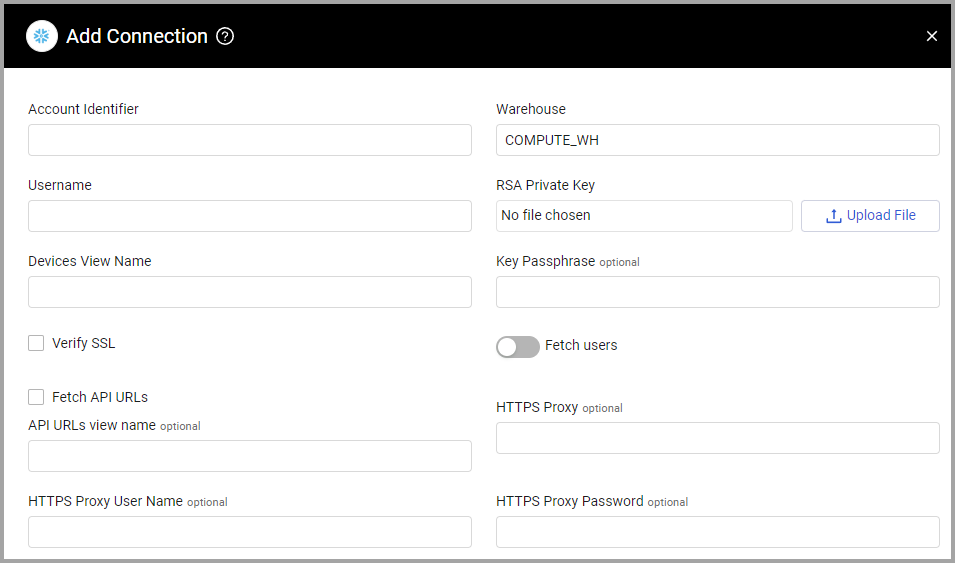 Add Connection ?
Account Identifier
Warehouse
COMPUTE_WH
Username
RSA Private Key
No file chosen
Upload File
Devices View Name
Key Passphrase optional
Verify SSL
Fetch users
Fetch API URLs
HTTPS Proxy optional
API URLs view name optional
HTTPS Proxy User Name optional
HTTPS Proxy Password optional